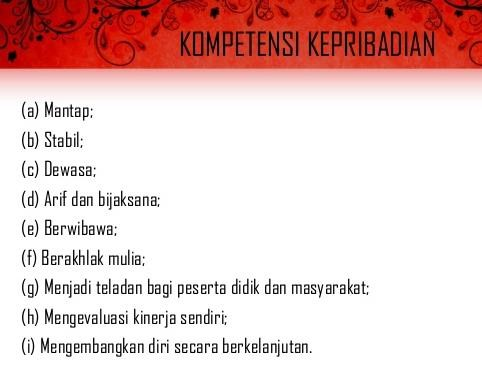 KOMPETENSI KEPRIBADIAN
(a) Mantap;
(b) Stabil;
(c) Dewasa;
(d) Arif dan bijaksana;
(e) Berwibawa;
(f) Berakhlak mulia;
(g) Menjadi teladan bagi peserta didik dan masyarakat;
(h) Mengevaluasi kinerja sendiri;
(i) Mengembangkan diri secara berkelanjutan.